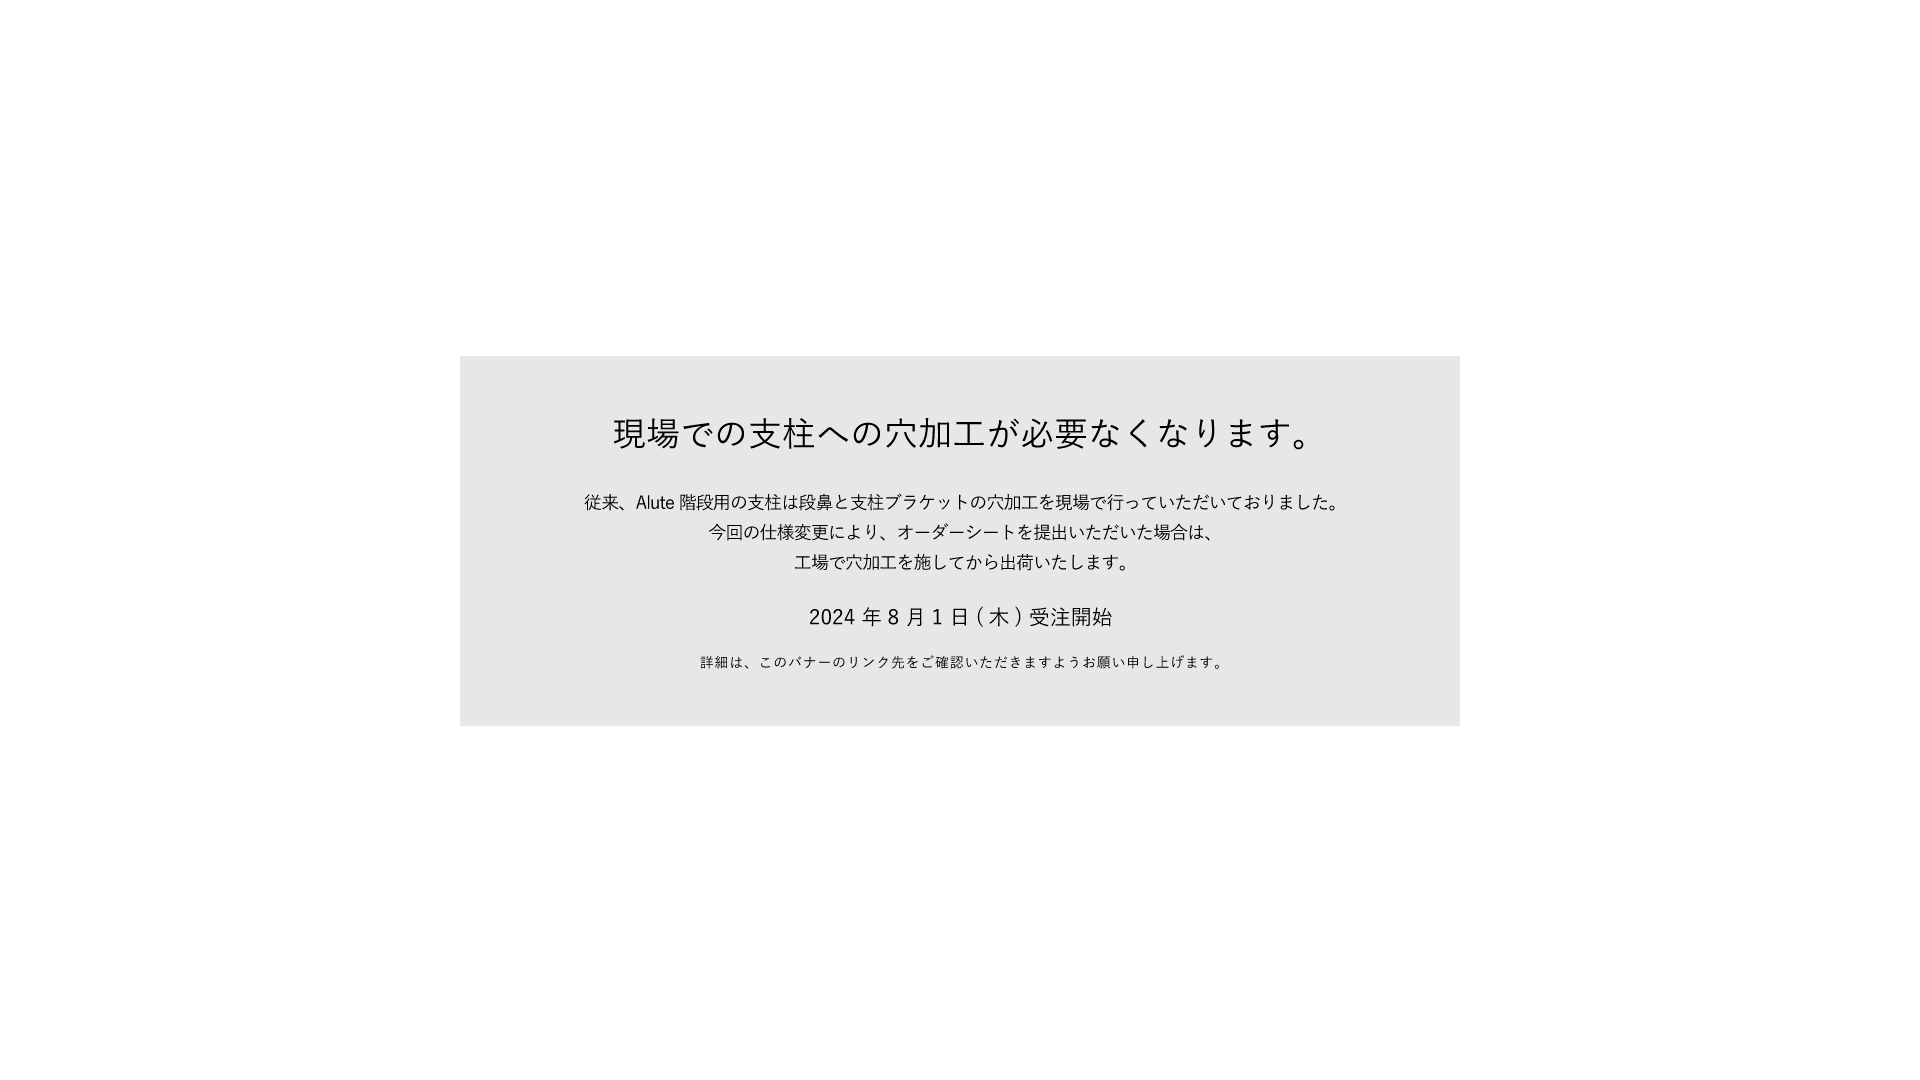 現場での支柱への穴加工が必要なくなります。
従来、Alute 階段用の支柱は段鼻と支柱ブラケットの穴加工を現場で行っていただいておりました。
今回の仕様変更により、オーダーシートを提出いただいた場合は、
工場で穴加工を施してから出荷いたします。
2024 年 8 月 1 日 ( 木 ) 受注開始
詳細は、このバナーのリンク先をご確認いただきますようお願い申し上げます。